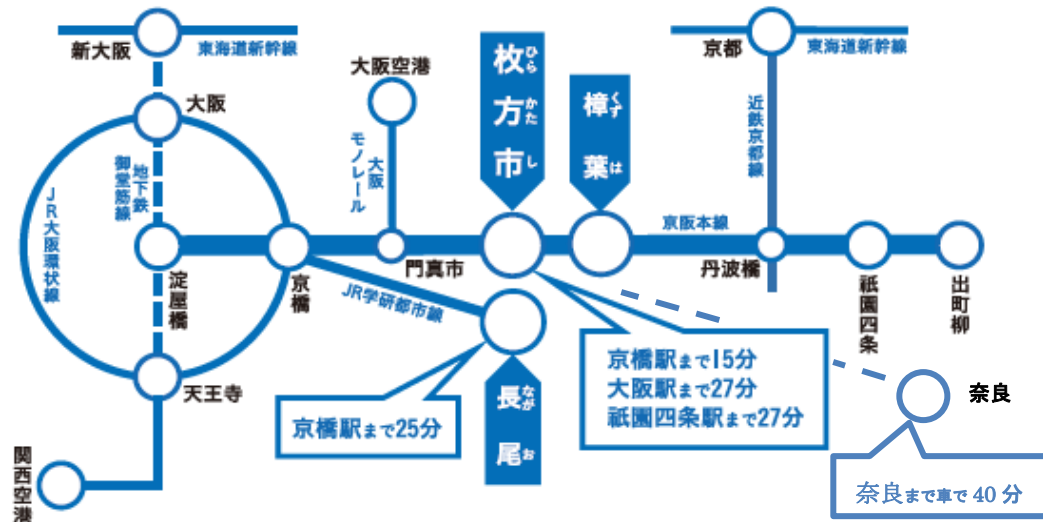 新大阪
東海道新幹線
大阪
地下鉄
御堂筋線
JR大阪環状線
淀屋橋
天王寺
関西空港
京橋
JR学研都市線
大阪空港
大阪
モノレール
門真市
枚方市
ひらかたし
樟葉
くずは
京都
東海道新幹線
近鉄京都線
京阪本線
丹波橋
祇園四条
出町柳
長尾
ながお
京橋駅まで25分
京橋駅まで15分
大阪駅まで27分
祇園四条駅まで27分
奈良
奈良まで車で 40 分